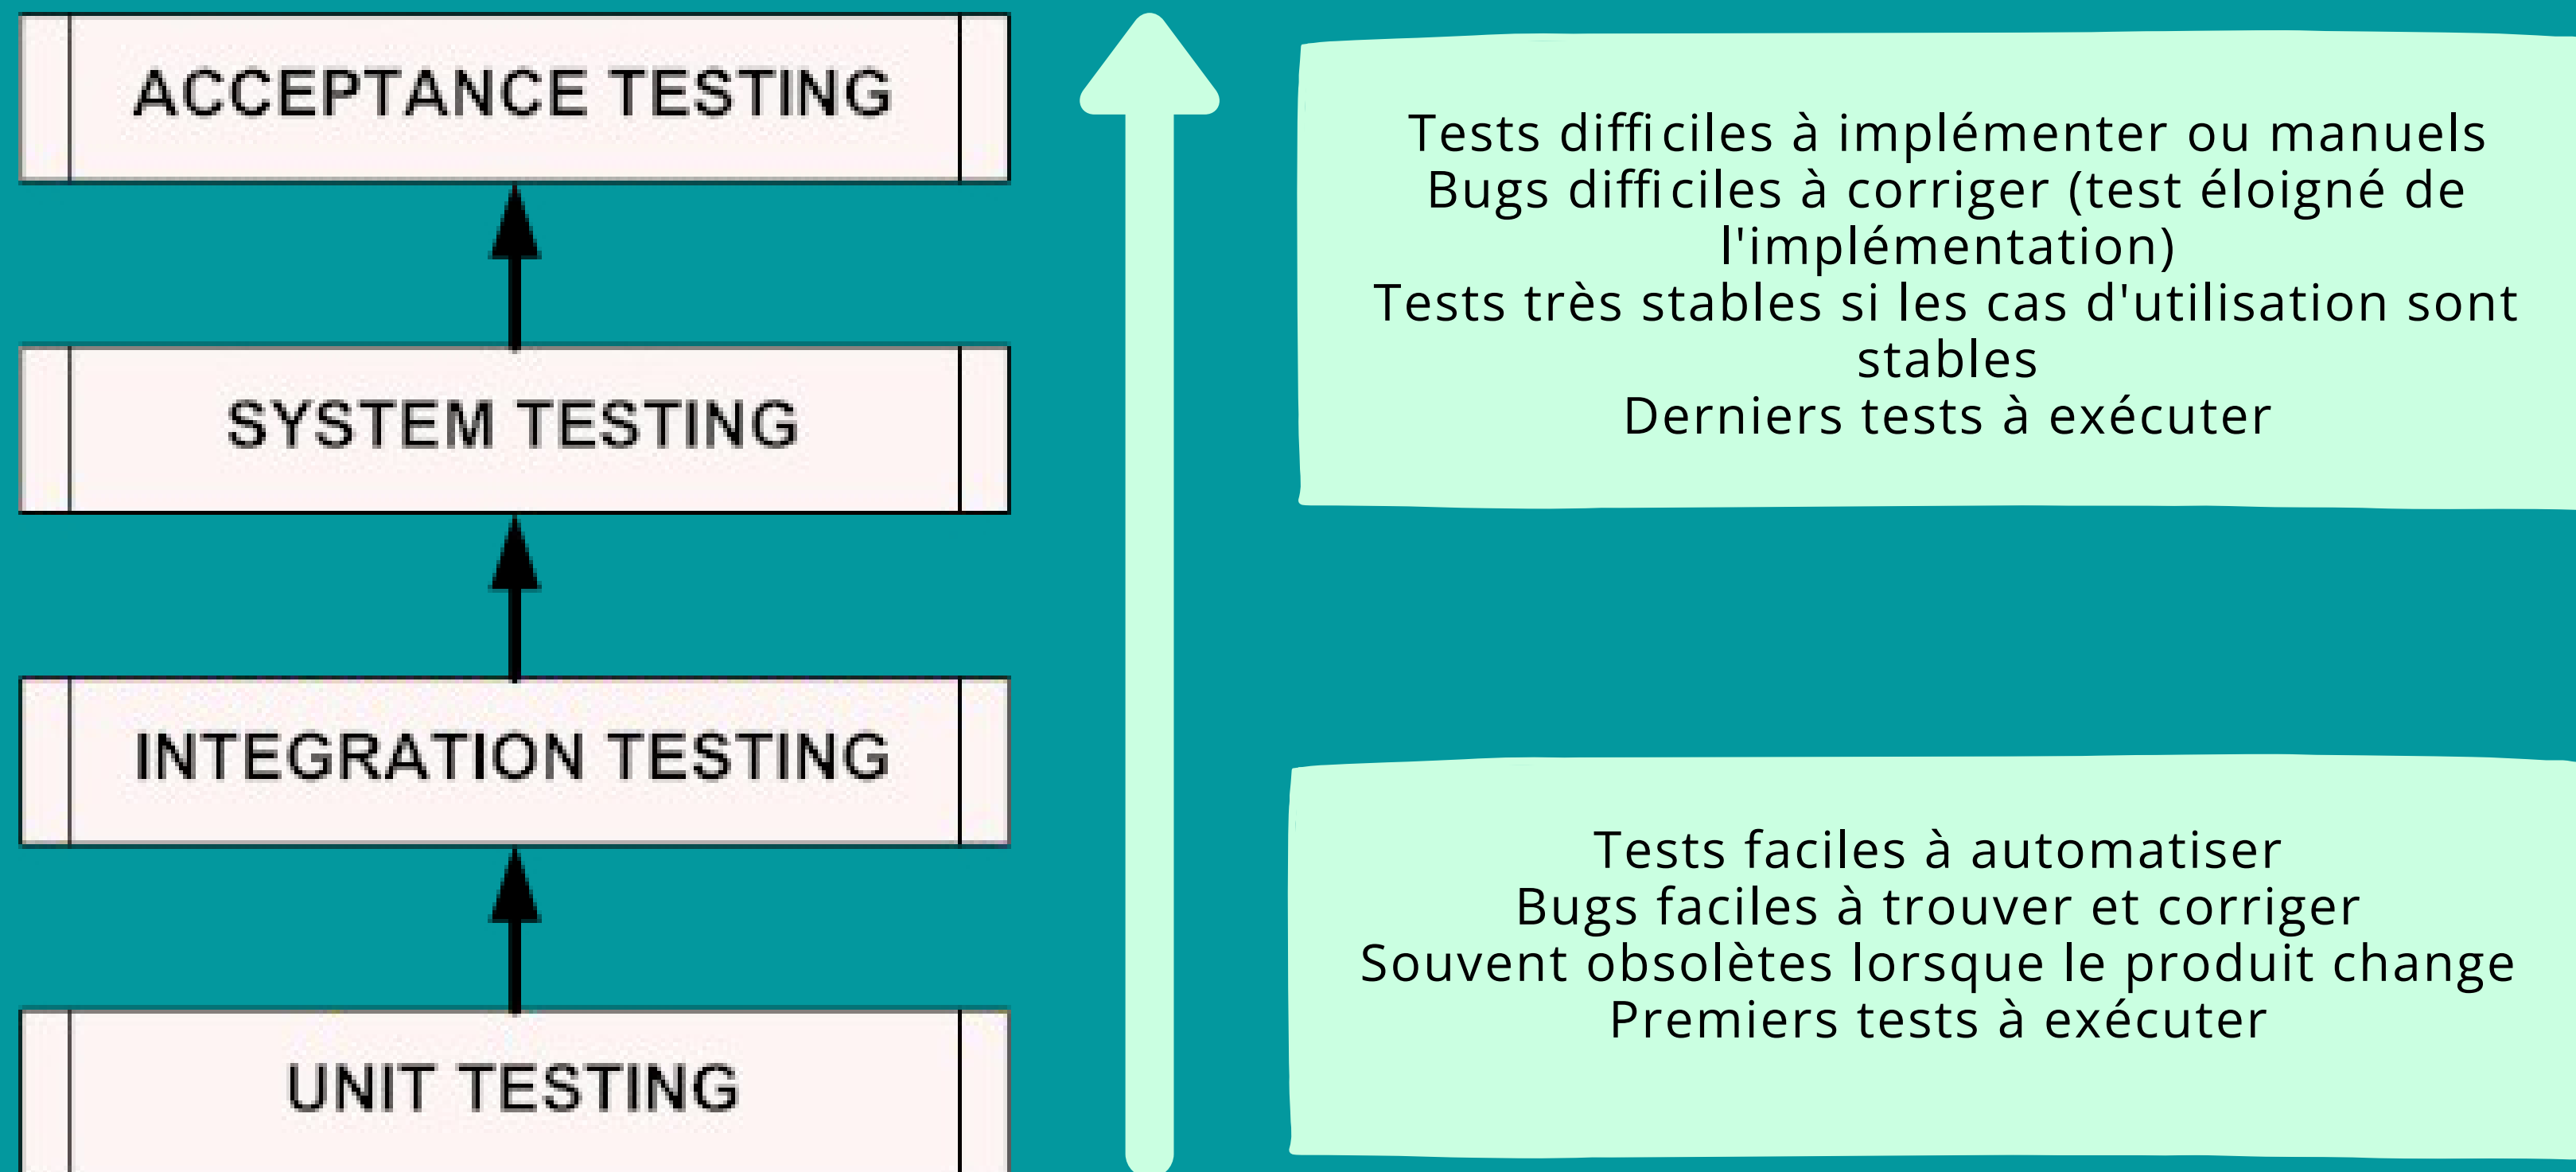 ACCEPTANCE TESTING
SYSTEM TESTING
INTEGRATION TESTING
UNIT TESTING
Tests difficiles à implémenter ou manuels
Bugs difficiles à corriger (test éloigné de
l'implémentation)
Tests très stables si les cas d'utilisation sont
stables
Derniers tests à exécuter
Tests faciles à automatiser
Bugs faciles à trouver et corriger
Souvent obsolètes lorsque le produit change
Premiers tests à exécuter